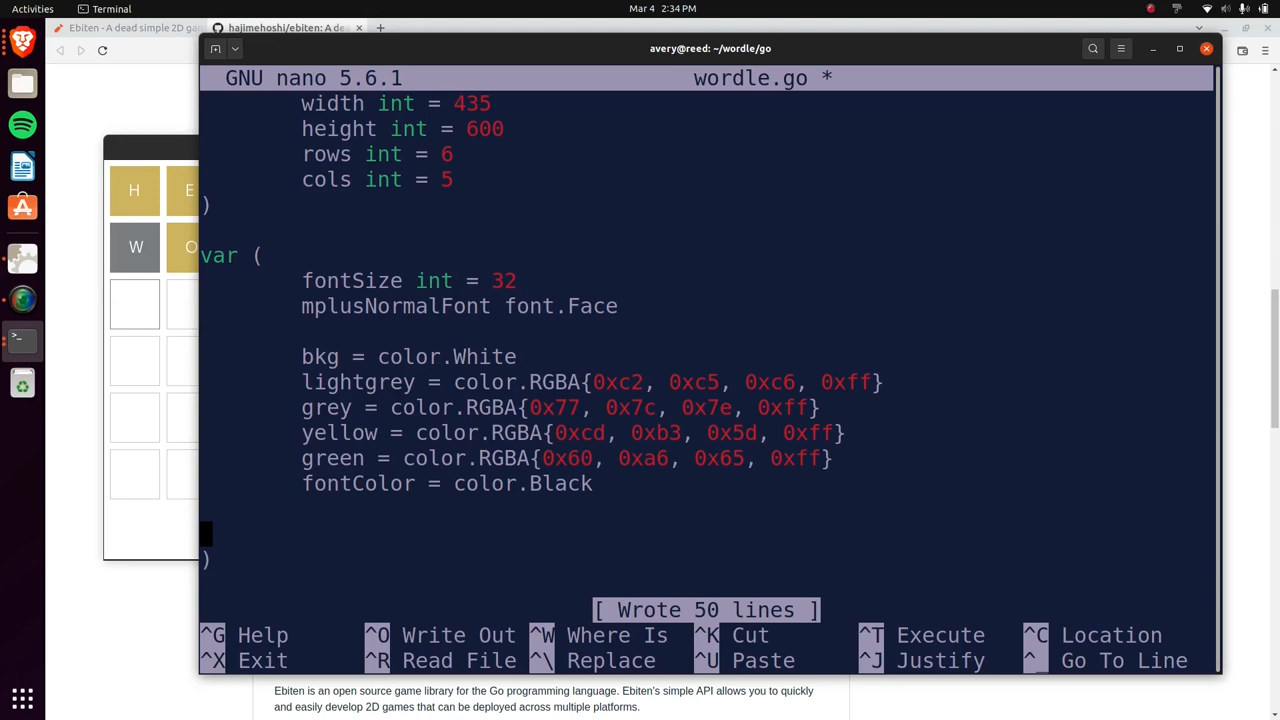 Activities
Terminal
Mar 4 2:34 PM
Ebiten - A dead simple 2D gam
hajimehoshi/ebiten: A de
avery@reed: ~/wordle/go
GNU nano 5.6.1 wordle.go *
width int = 435
height int = 600
rows int = 6
cols int = 5
)
var (
fontSize int = 32
mplusNormalFont font.Face
bkg = color.White
lightgrey = color.RGBA{0xc2, 0xc5, 0xc6, 0xff}
grey = color.RGBA{0x77, 0x7c, 0x7e, 0xff}
yellow = color.RGBA{0xcd, 0xb3, 0x5d, 0xff}
green = color.RGBA{0x60, 0xa6, 0x65, 0xff}
fontColor = color.Black
)
[ Wrote 50 lines ]
^G Help ^O Write Out ^W Where Is ^K Cut ^T Execute ^C Location
^X Exit ^R Read File ^\ Replace ^U Paste ^J Justify ^_ Go To Line
H E
W O
Ebiten is an open source game library for the Go programming language. Ebiten's simple API allows you to quickly
and easily develop 2D games that can be deployed across multiple platforms.